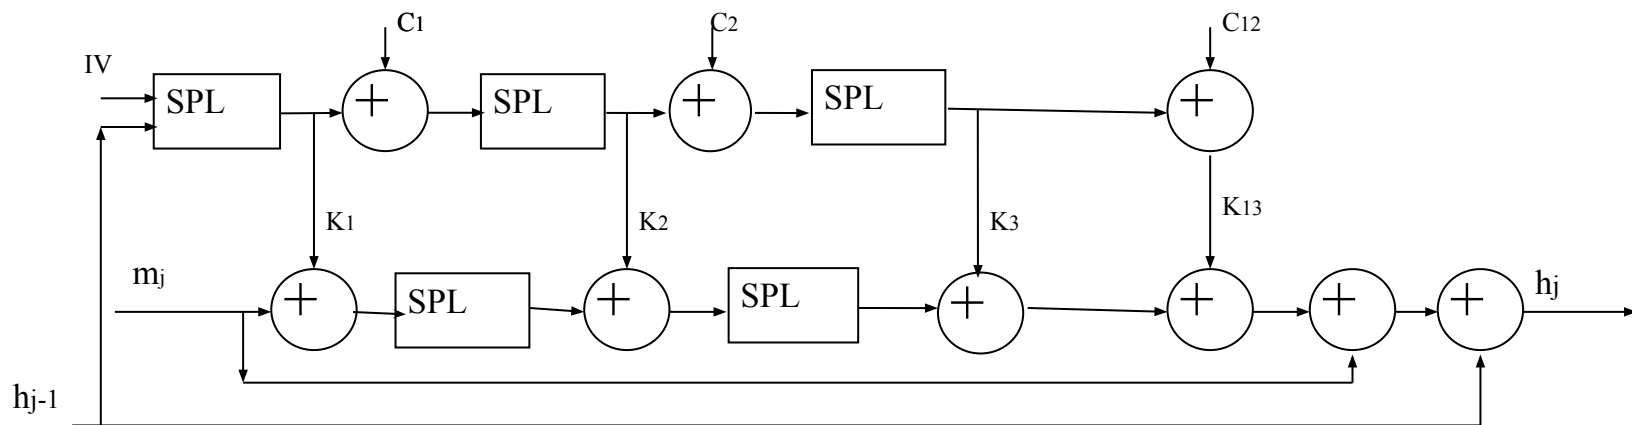 C1 C2 C12
IV
SPL SPL SPL
+ + +
K1 K2 K3 K13
mj
SPL SPL
+ + + + + +
hj
hj-1